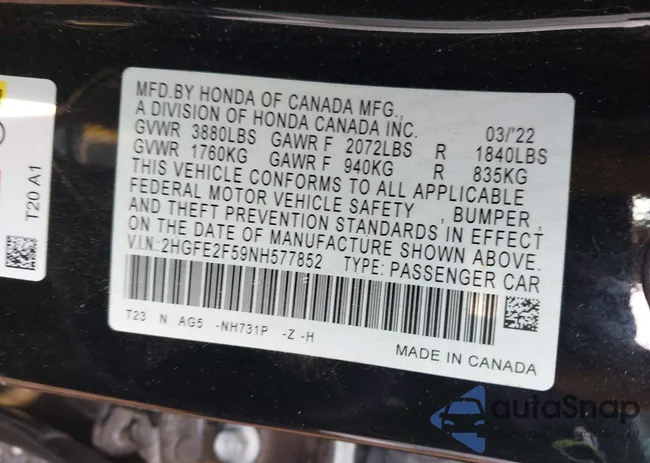 MFD.BY HONDA OF CANADA MFG.,
A DIVISION OF HONDA CANADA INC. 03/'22
GVWR 3880LBS GAWR F 2072LBS R 1840LBS
GVWR 1760KG GAWR F 940KG R 835KG
THIS VEHICLE CONFORMS TO ALL APPLICABLE
FEDERAL MOTOR VEHICLE SAFETY , BUMPER,
AND THEFT PREVENTION STANDARDS IN EFFECT
ON THE DATE OF MANUFACTURE SHOWN ABOVE.
V.I.N.:2HGFE2F59NH577852 TYPE: PASSENGER CAR
T23 N AG5 -NH731P -Z -H
MADE IN CANADA
T20 A1
autoSnap